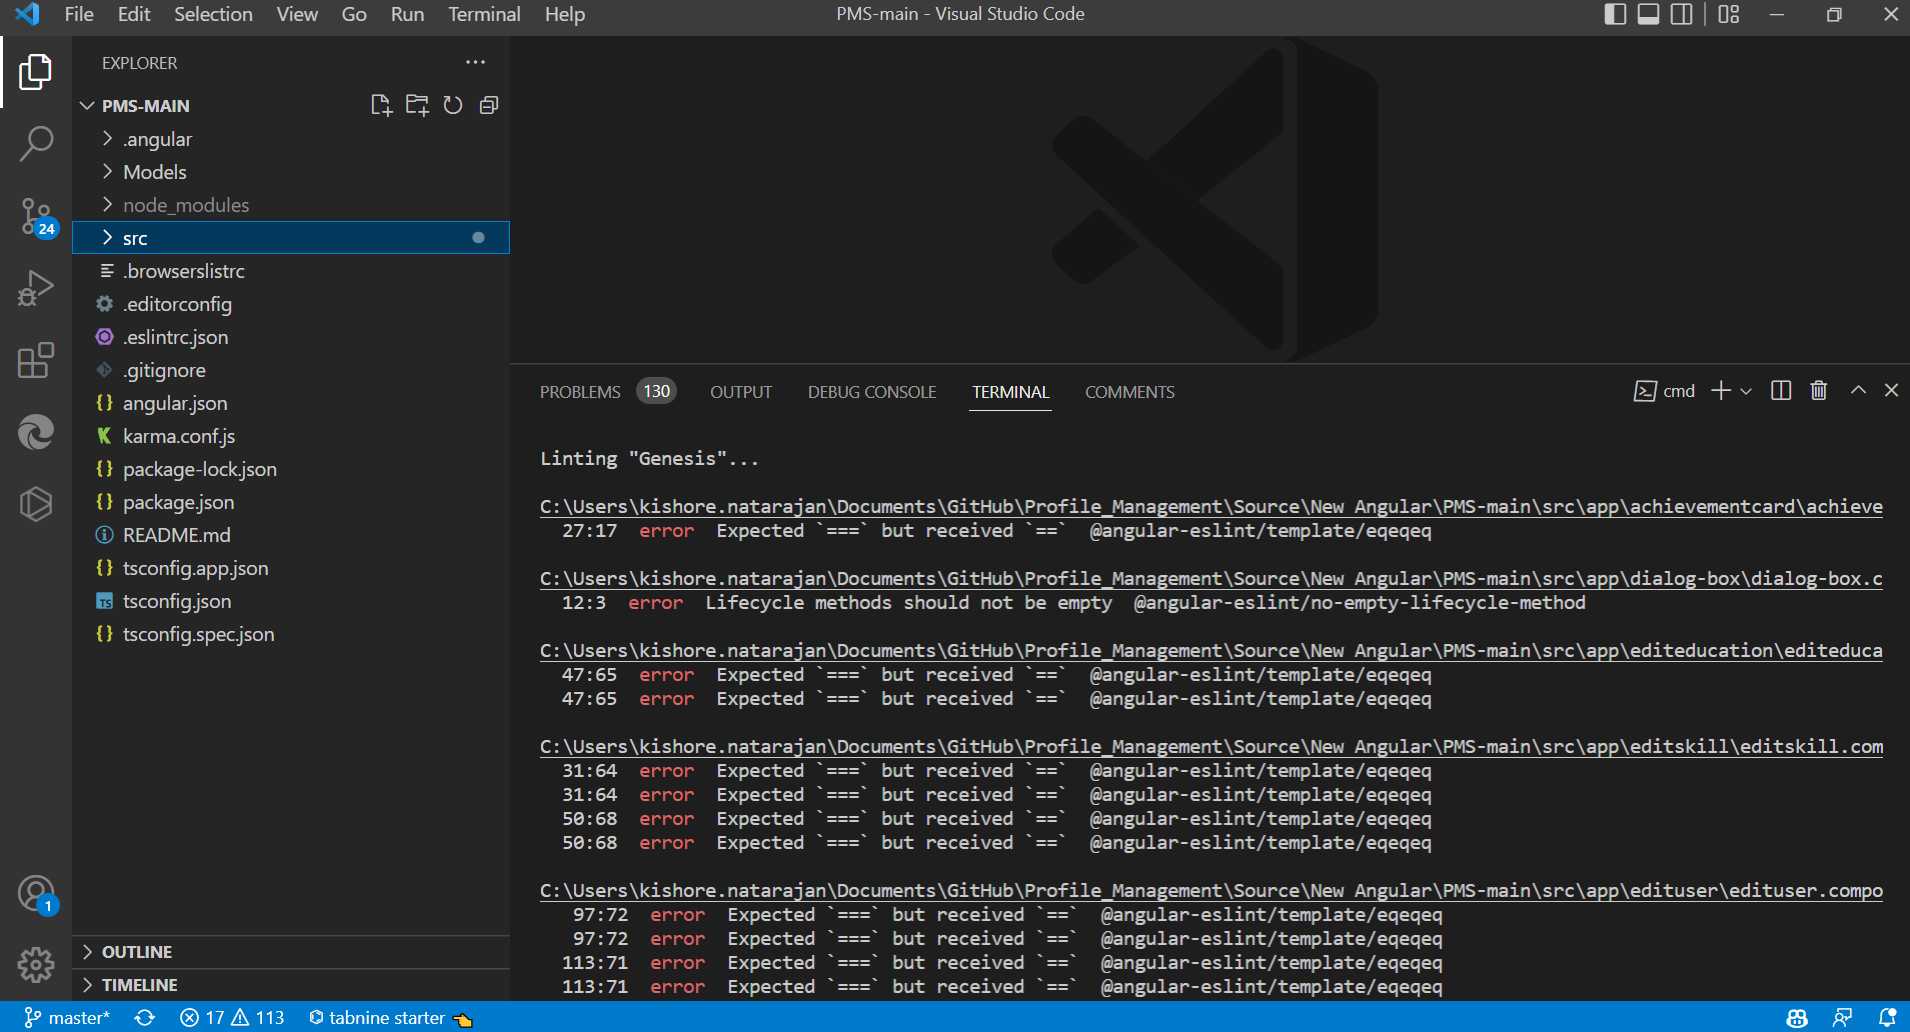 File Edit Selection View Go Run Terminal Help
PMS-main - Visual Studio Code
EXPLORER
PMS-MAIN
.angular
Models
node_modules
src
.browserslistrc
.editorconfig
.eslintrc.json
.gitignore
angular.json
karma.conf.js
package-lock.json
package.json
README.md
tsconfig.app.json
tsconfig.json
tsconfig.spec.json
OUTLINE
TIMELINE
24
1
PROBLEMS 130 OUTPUT DEBUG CONSOLE TERMINAL COMMENTS
cmd
Linting "Genesis"...
C:\Users\kishore.natarajan\Documents\GitHub\Profile_Management\Source\New Angular\PMS-main\src\app\achievementcard\achieve
27:17 error Expected `===` but received `==` @angular-eslint/template/eqeqeq
C:\Users\kishore.natarajan\Documents\GitHub\Profile_Management\Source\New Angular\PMS-main\src\app\dialog-box\dialog-box.c
12:3 error Lifecycle methods should not be empty @angular-eslint/no-empty-lifecycle-method
C:\Users\kishore.natarajan\Documents\GitHub\Profile_Management\Source\New Angular\PMS-main\src\app\editeducation\editeduca
47:65 error Expected `===` but received `==` @angular-eslint/template/eqeqeq
47:65 error Expected `===` but received `==` @angular-eslint/template/eqeqeq
C:\Users\kishore.natarajan\Documents\GitHub\Profile_Management\Source\New Angular\PMS-main\src\app\editskill\editskill.com
31:64 error Expected `===` but received `==` @angular-eslint/template/eqeqeq
31:64 error Expected `===` but received `==` @angular-eslint/template/eqeqeq
50:68 error Expected `===` but received `==` @angular-eslint/template/eqeqeq
50:68 error Expected `===` but received `==` @angular-eslint/template/eqeqeq
C:\Users\kishore.natarajan\Documents\GitHub\Profile_Management\Source\New Angular\PMS-main\src\app\edituser\edituser.compo
97:72 error Expected `===` but received `==` @angular-eslint/template/eqeqeq
97:72 error Expected `===` but received `==` @angular-eslint/template/eqeqeq
113:71 error Expected `===` but received `==` @angular-eslint/template/eqeqeq
113:71 error Expected `===` but received `==` @angular-eslint/template/eqeqeq
master* 17 113 tabnine starter